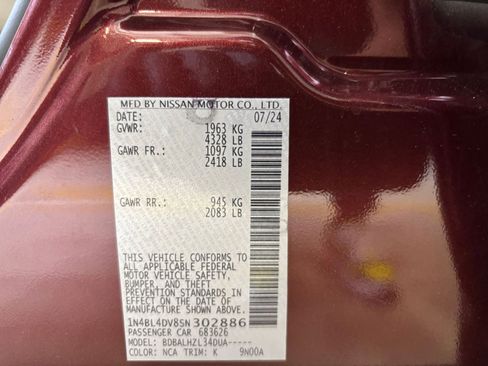 MFD BY NISSAN MOTOR CO., LTD.
DATE: 07/24
GVWR: 1963 KG
4328 LB
GAWR FR.: 1097 KG
2418 LB
GAWR RR.: 945 KG
2083 LB
THIS VEHICLE CONFORMS TO
ALL APPLICABLE FEDERAL
MOTOR VEHICLE SAFETY,
BUMPER, AND THEFT
PREVENTION STANDARDS IN
EFFECT ON THE DATE OF
MANUFACTURE SHOWN ABOVE
1N4BL4DV8SN302886
PASSENGER CAR 683626
MODEL: BDBALHZL34DUA-----
COLOR: NCA TRIM: K 9N00A